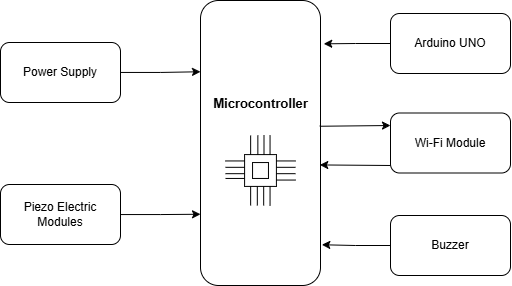 Power Supply
Piezo Electric
Modules
Microcontroller
Arduino UNO
Wi-Fi Module
Buzzer